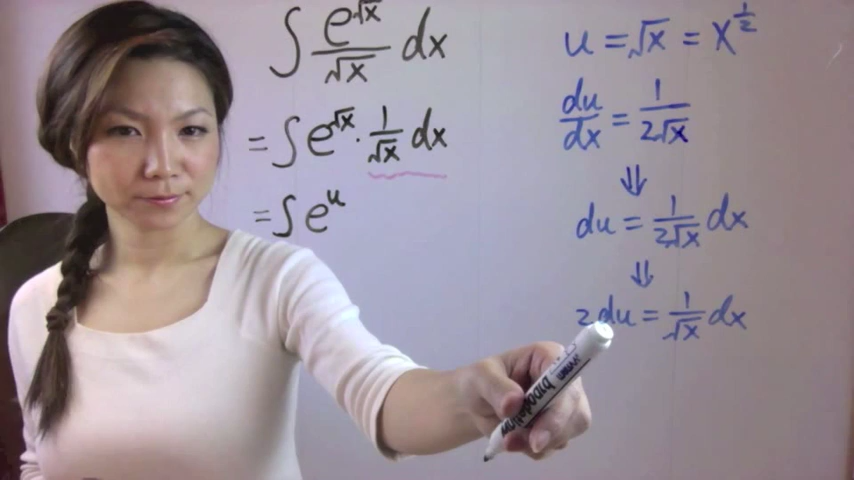 ∫ e^√x / √x dx
= ∫ e^√x · 1/√x dx
= ∫ e^u
u = √x = x^1/2
du/dx = 1/2√x
⇓
du = 1/2√x dx
⇓
2du = 1/√x dx